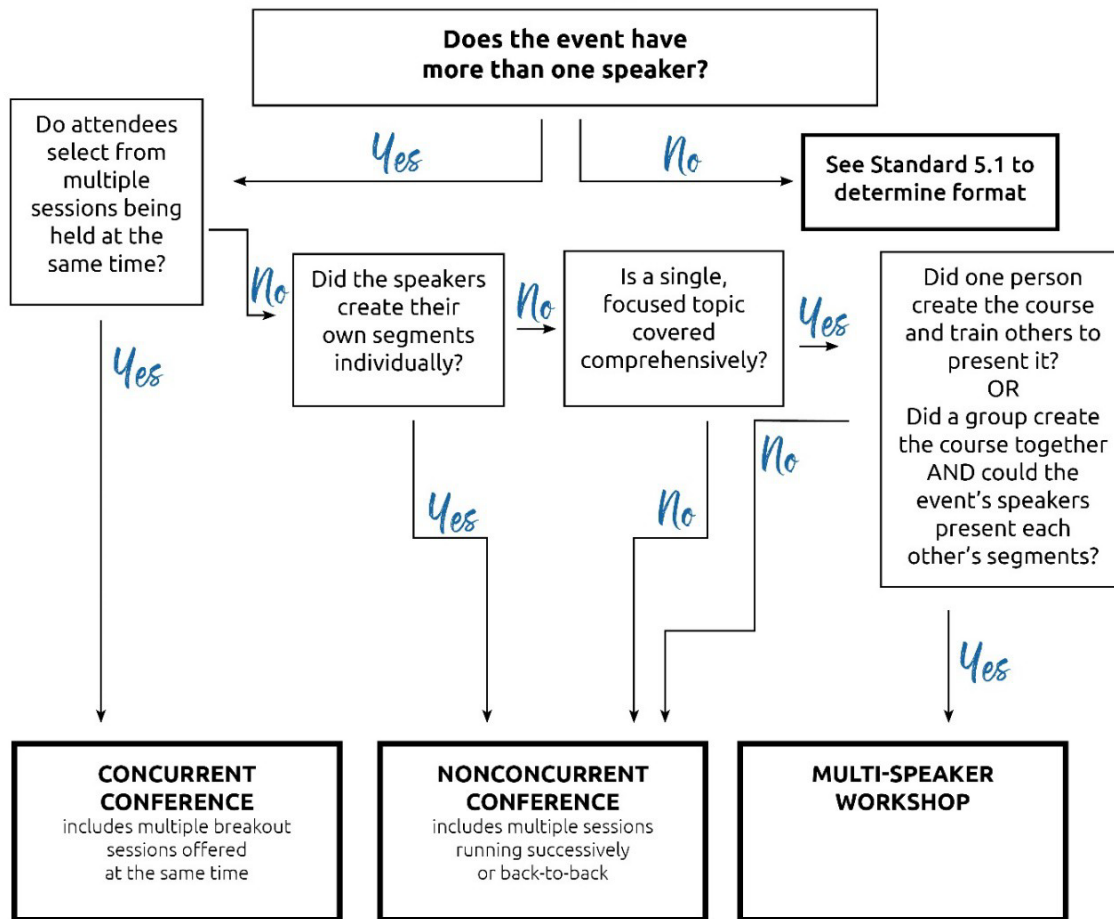 Does the event have
more than one speaker?
Do attendees
select from
multiple
sessions being
held at the
same time?
Yes
No
See Standard 5.1 to
determine format
No
Did the speakers
create their
own segments
individually?
No
Is a single,
focused topic
covered
comprehensively?
Yes
Did one person
create the course
and train others to
present it?
OR
Did a group create
the course together
AND could the
event's speakers
present each
other's segments?
Yes
Yes
No
No
Yes
CONCURRENT
CONFERENCE
includes multiple breakout
sessions offered
at the same time
NONCONCURRENT
CONFERENCE
includes multiple sessions
running successively
or back-to-back
MULTI-SPEAKER
WORKSHOP